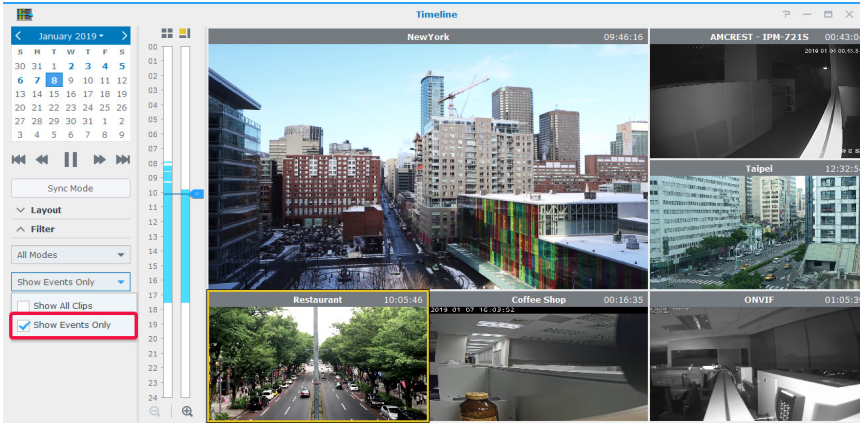 Timeline
January 2019
S M T W T F S
30 31 1 2 3 4 5
6 7 8 9 10 11 12
13 14 15 16 17 18 19
20 21 22 23 24 25 26
27 28 29 30 31 1 2
3 4 5 6 7 8 9
Sync Mode
Layout
Filter
All Modes
Show Events Only
Show All Clips
Show Events Only
00
01
02
03
04
05
06
07
08
09
10
11
12
13
14
15
16
17
18
19
20
21
22
23
24
NewYork 09:46:16
AMCREST - IPM-721S 00:43:0
Taipei 12:32:5
Restaurant 10:05:46
Coffee Shop 00:16:35
2019 01 07 16:03:52
ONVIF 01:05:3